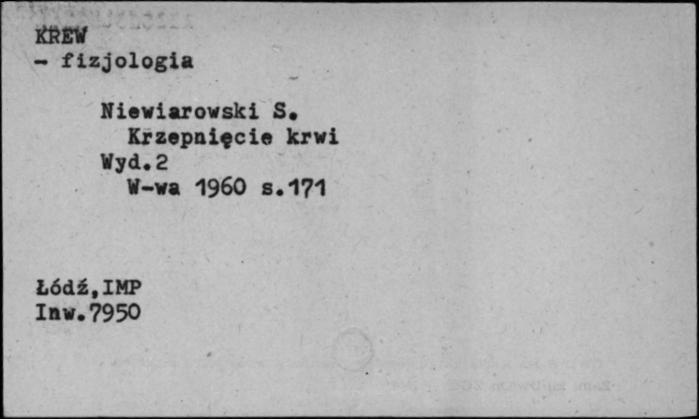 KREW
- fizjologia
Niewiarowski S.
Krzepnięcie krwi
Wyd.2
W-wa 1960 s.171
Łódź,IMP
Inw.7950